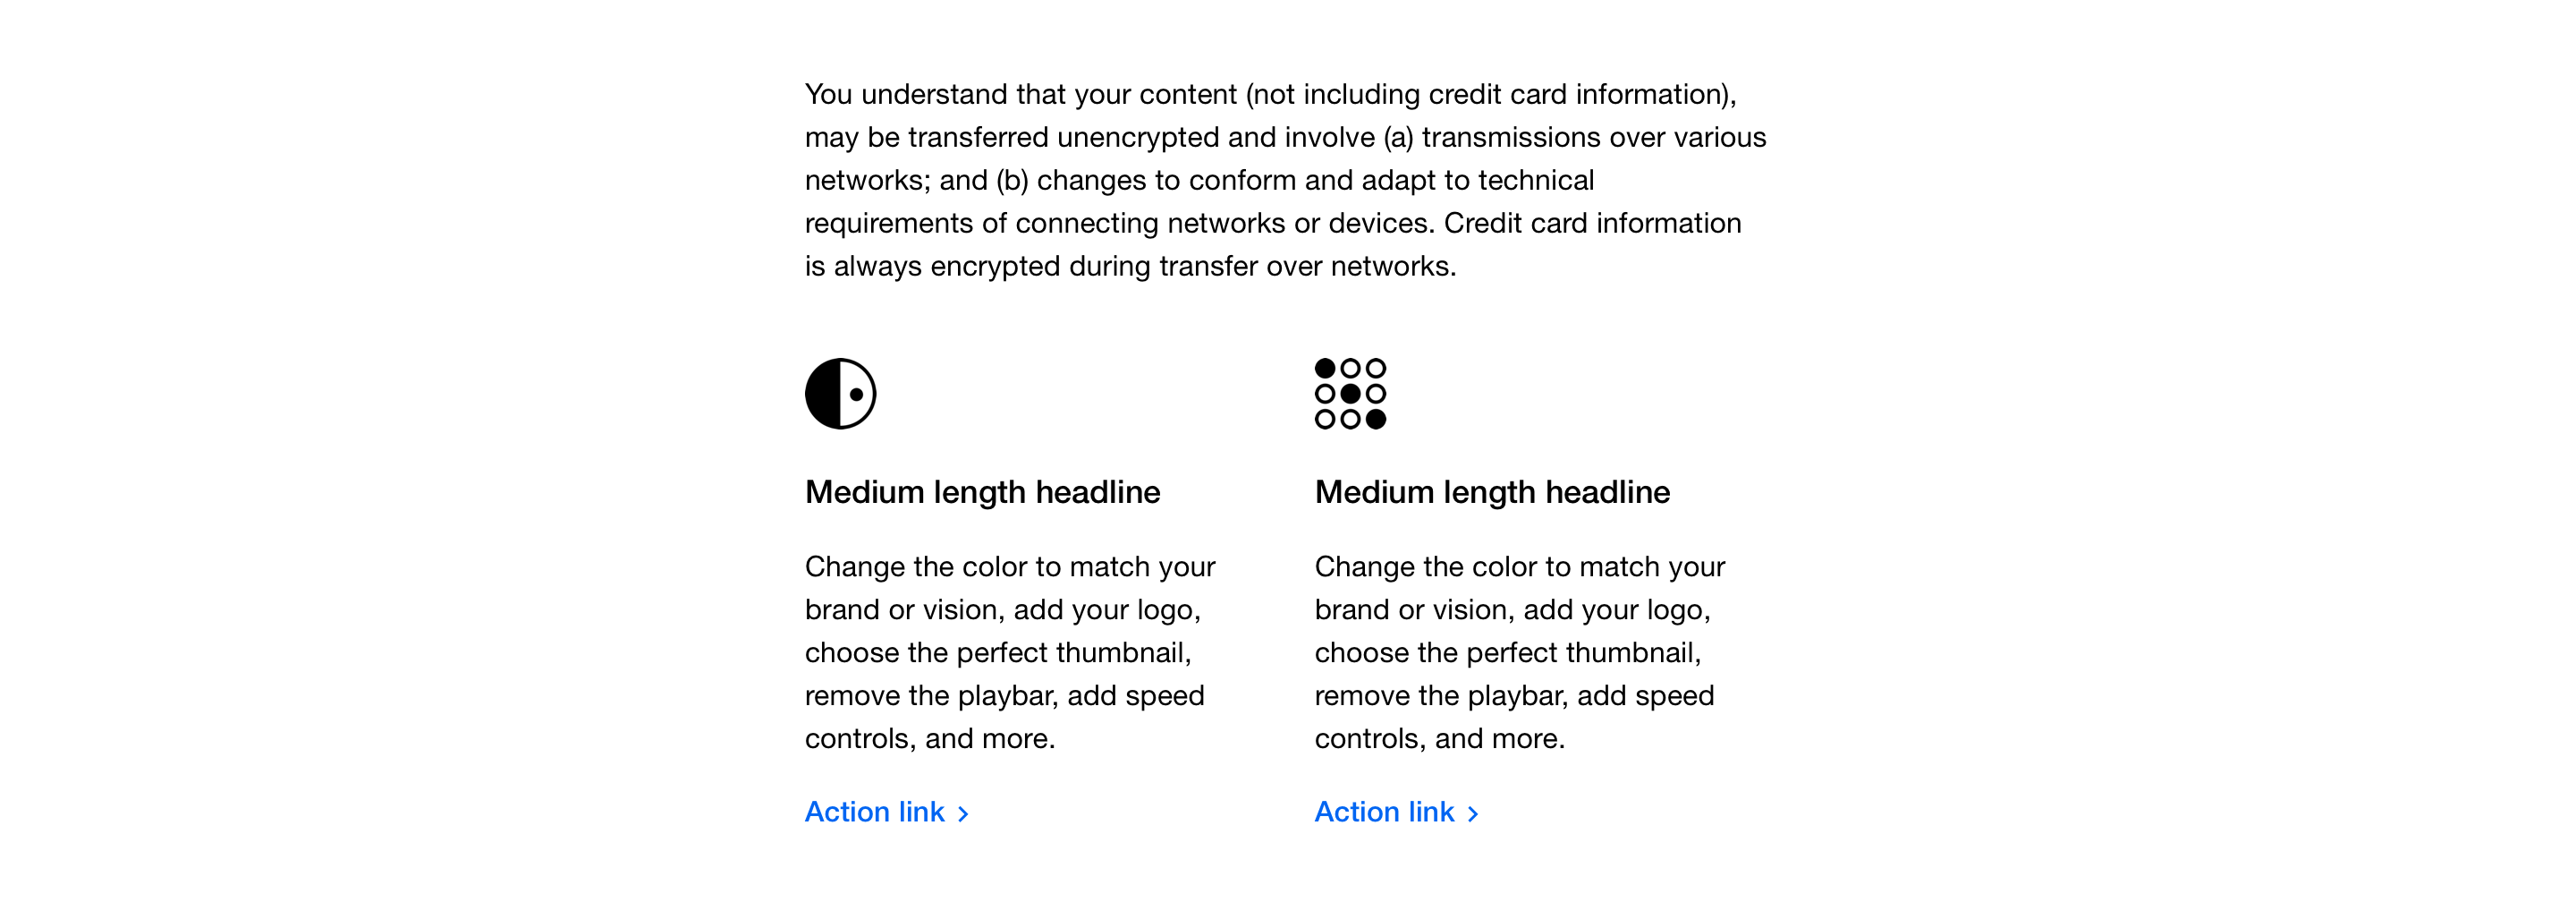 You understand that your content (not including credit card information),
may be transferred unencrypted and involve (a) transmissions over various
networks; and (b) changes to conform and adapt to technical
requirements of connecting networks or devices. Credit card information
is always encrypted during transfer over networks.
Medium length headline
Change the color to match your
brand or vision, add your logo,
choose the perfect thumbnail,
remove the playbar, add speed
controls, and more.
Action link
Medium length headline
Change the color to match your
brand or vision, add your logo,
choose the perfect thumbnail,
remove the playbar, add speed
controls, and more.
Action link